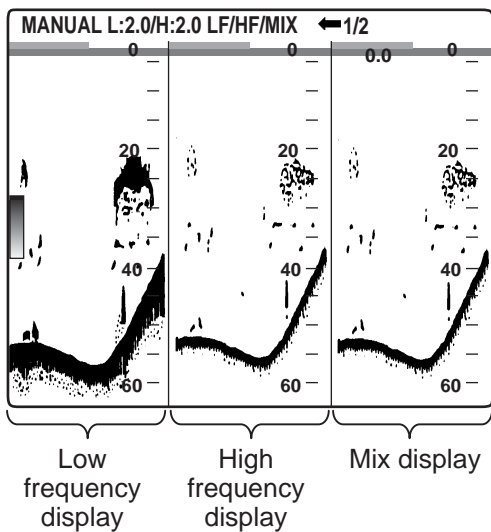 MANUAL L:2.0/H:2.0 LF/HF/MIX ⬅1/2
0 0 0.0 0
20 20 20
40 40 40
60 60 60
Low frequency display
High frequency display
Mix display